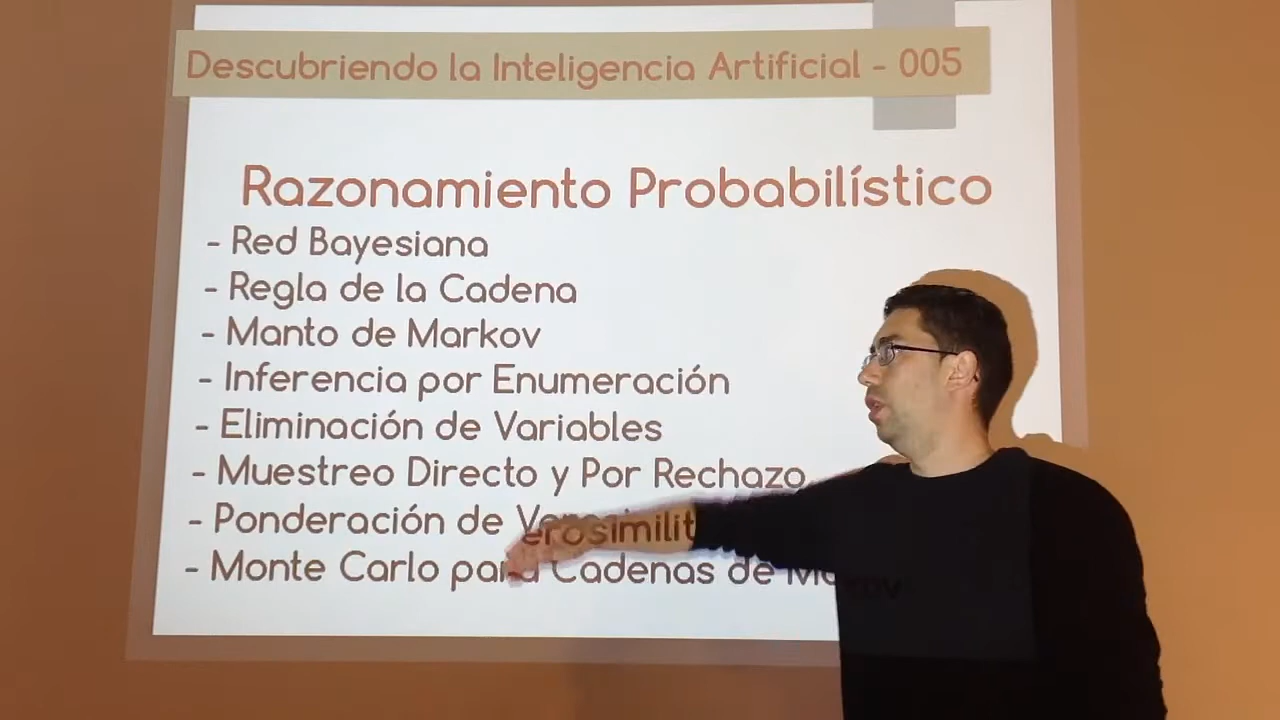 Descubriendo la Inteligencia Artificial - 005
Razonamiento Probabilístico
- Red Bayesiana
- Regla de la Cadena
- Manto de Markov
- Inferencia por Enumeración
- Eliminación de Variables
- Muestreo Directo y Por Rechazo
- Ponderación de
- Monte Carlo para Cadenas de